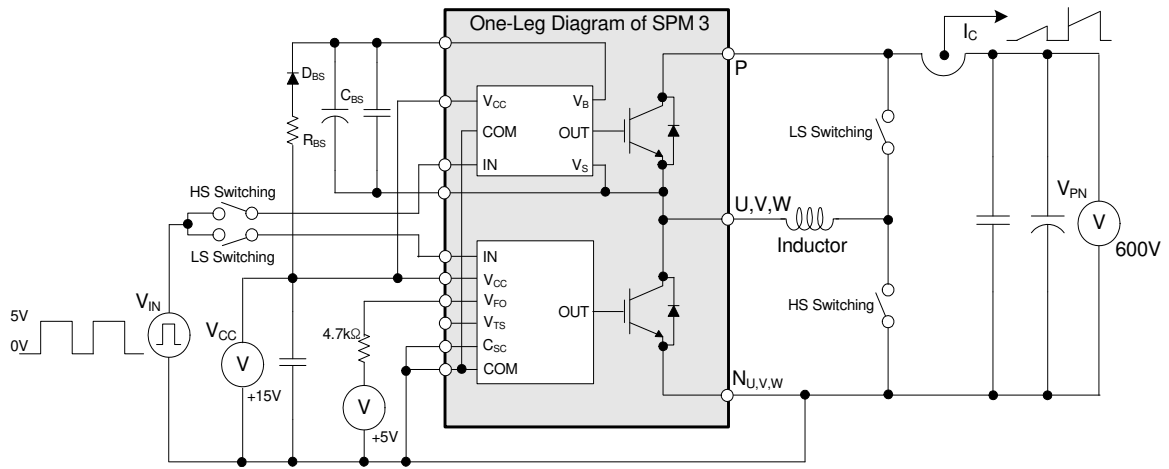 One-Leg Diagram of SPM 3
I_C
P
D_BS
C_BS
R_BS
V_CC
V_B
COM
OUT
IN
V_S
LS Switching
HS Switching
LS Switching
U,V,W
Inductor
V_PN
V
600V
IN
V_CC
V_FO
V_TS
C_SC
COM
OUT
HS Switching
V_IN
5V
0V
V_CC
V
+15V
4.7kΩ
V
+5V
N_U,V,W